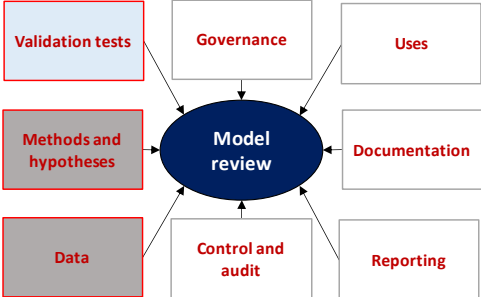 Validation tests
Governance
Uses
Methods and
hypotheses
Model
review
Documentation
Data
Control and
audit
Reporting